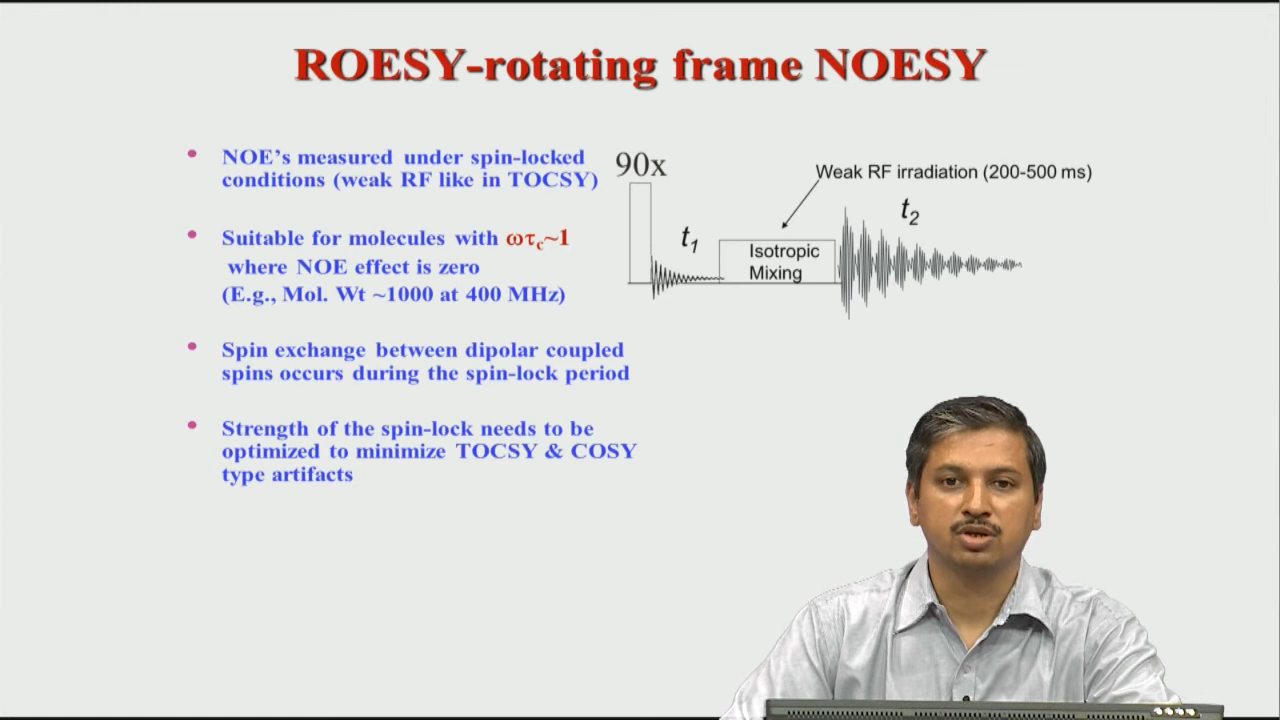 ROESY-rotating frame NOESY
• NOE's measured under spin-locked
conditions (weak RF like in TOCSY)
• Suitable for molecules with ωτc~1
where NOE effect is zero
(E.g., Mol. Wt ~1000 at 400 MHz)
• Spin exchange between dipolar coupled
spins occurs during the spin-lock period
• Strength of the spin-lock needs to be
optimized to minimize TOCSY & COSY
type artifacts
90x
Weak RF irradiation (200-500 ms)
t1
t2
Isotropic
Mixing